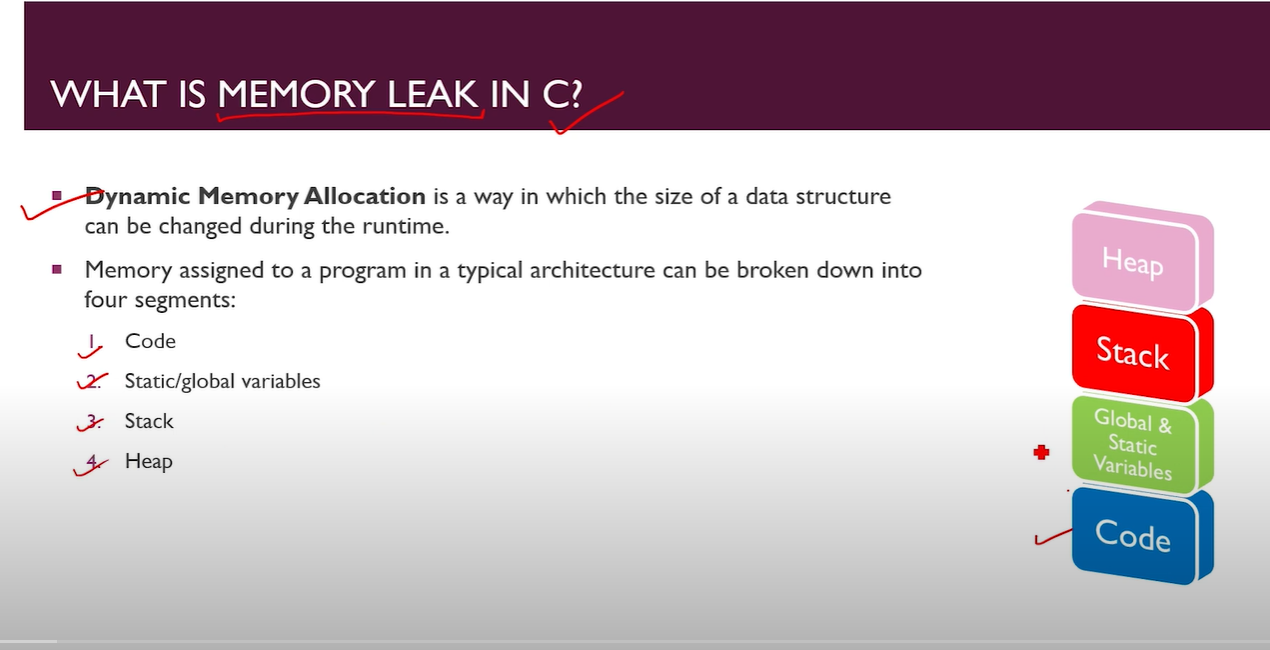 WHAT IS MEMORY LEAK IN C?
▪ Dynamic Memory Allocation is a way in which the size of a data structure
can be changed during the runtime.
▪ Memory assigned to a program in a typical architecture can be broken down into
four segments:
1. Code
2. Static/global variables
3. Stack
4. Heap
Heap
Stack
Global &
Static
Variables
Code